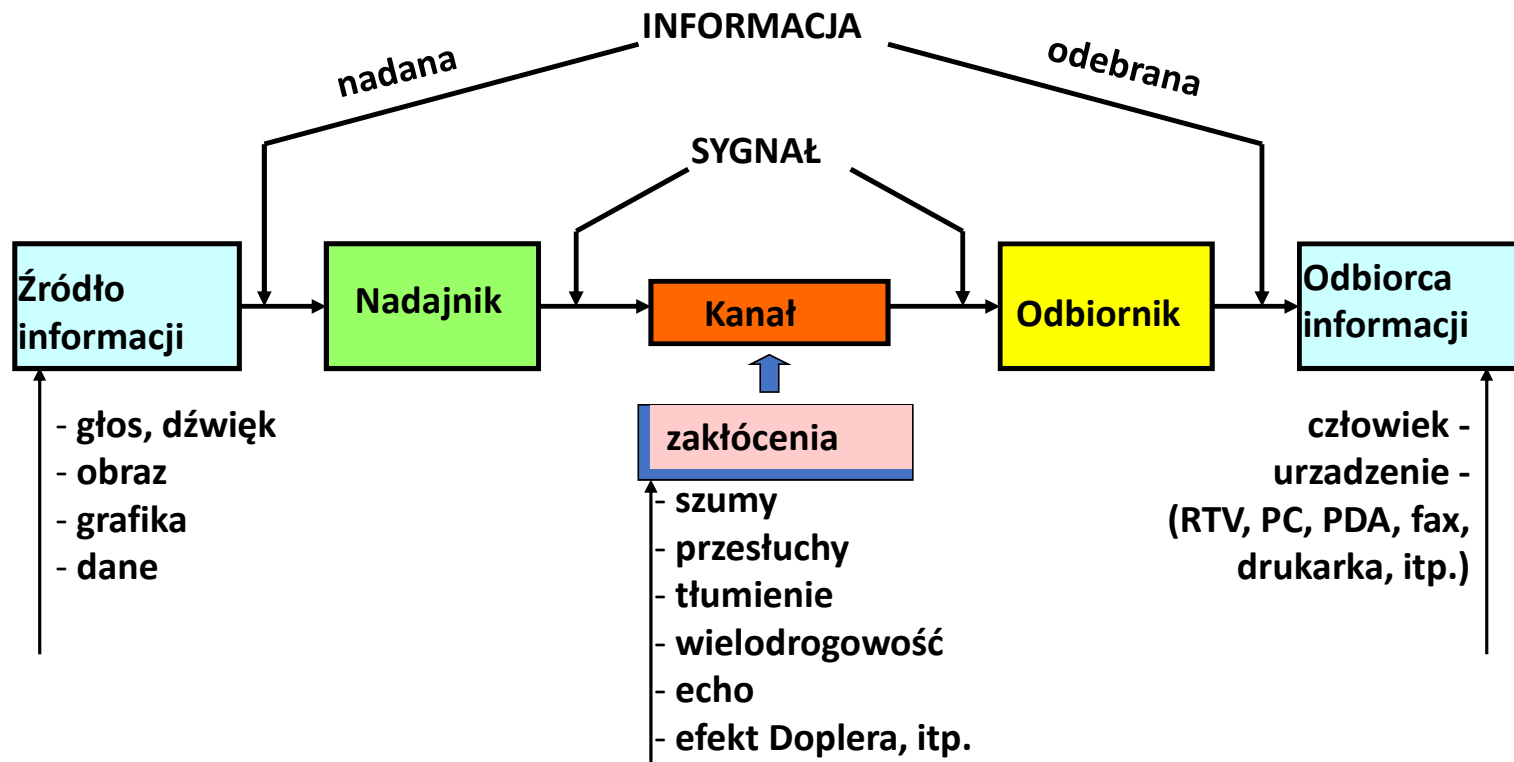 INFORMACJA
nadana
odebrana
SYGNAŁ
Źródło
informacji
Nadajnik
Kanał
Odbiornik
Odbiorca
informacji
- głos, dźwięk
- obraz
- grafika
- dane
zakłócenia
- szumy
- przesłuchy
- tłumienie
- wielodrogowość
- echo
- efekt Doplera, itp.
człowiek -
urzadzenie -
(RTV, PC, PDA, fax,
drukarka, itp.)